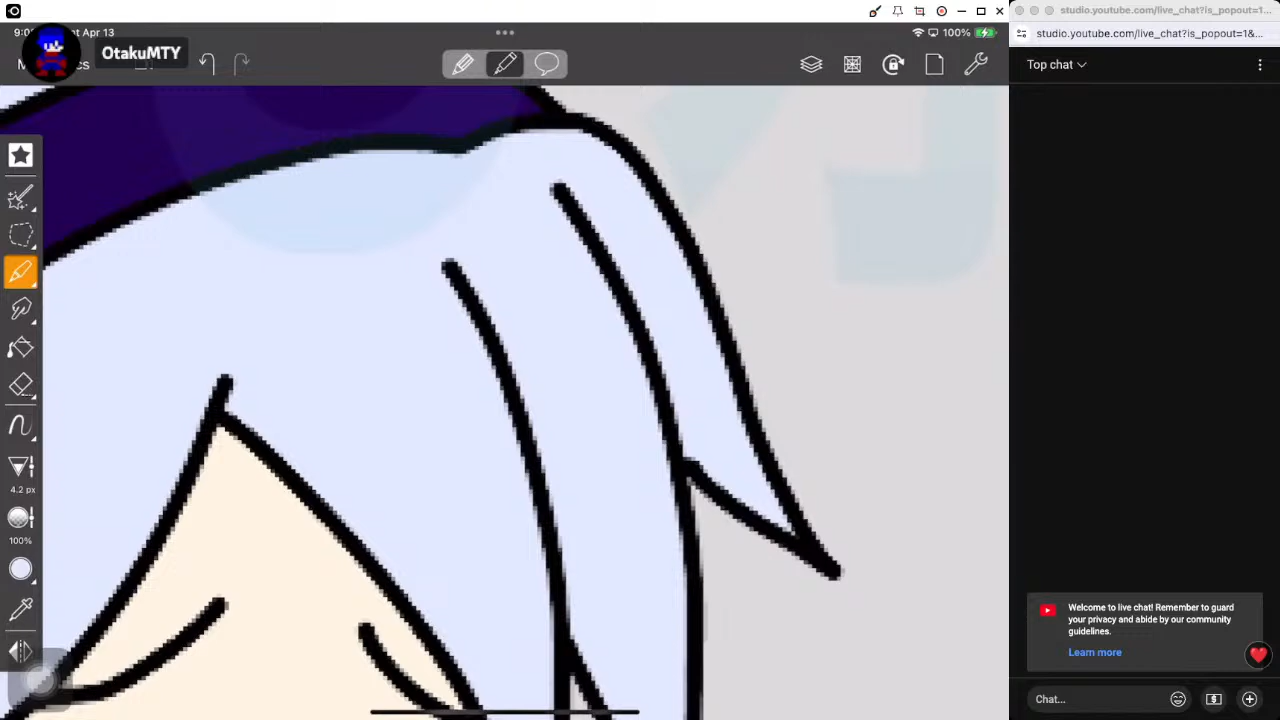 studio.youtube.com/live_chat?is_popout=1...
Sat Apr 13
100%
studio.youtube.com/live_chat?is_popout=1&...
OtakuMTY
Top chat
4.2 px
100%
Welcome to live chat! Remember to guard
your privacy and abide by our community
guidelines.
Learn more
Chat...